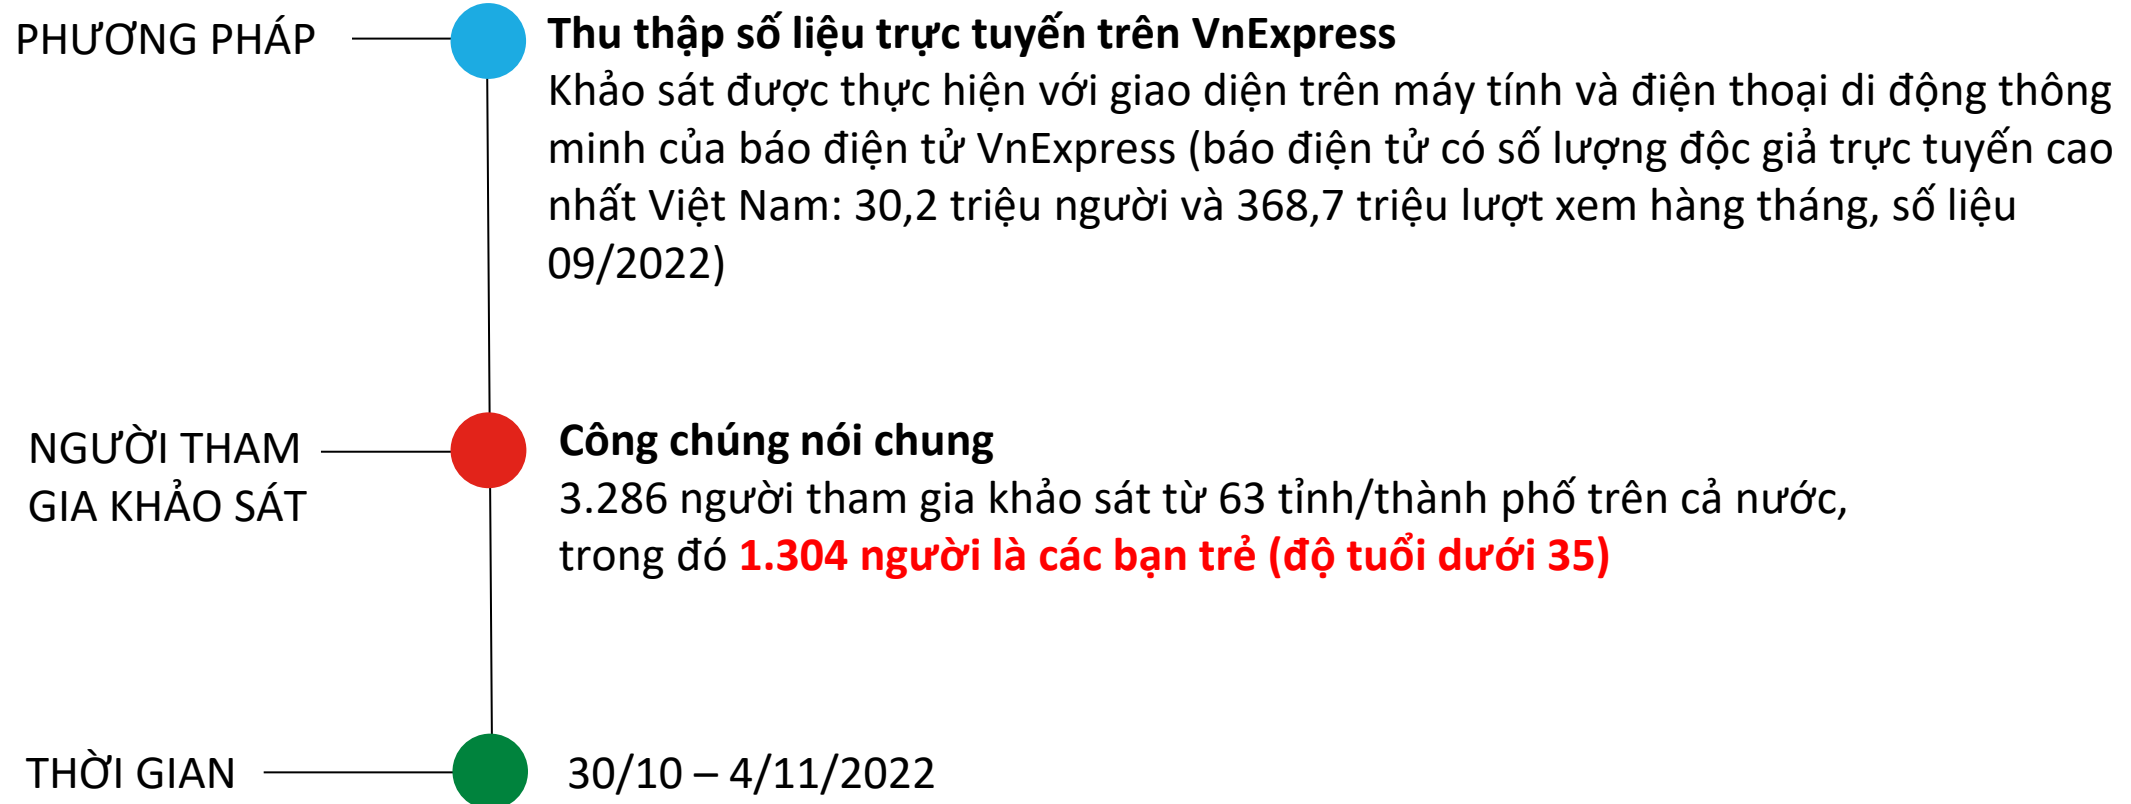 PHƯƠNG PHÁP
Thu thập số liệu trực tuyến trên VnExpress
Khảo sát được thực hiện với giao diện trên máy tính và điện thoại di động thông
minh của báo điện tử VnExpress (báo điện tử có số lượng độc giả trực tuyến cao
nhất Việt Nam: 30,2 triệu người và 368,7 triệu lượt xem hàng tháng, số liệu
09/2022)
NGƯỜI THAM
GIA KHẢO SÁT
Công chúng nói chung
3.286 người tham gia khảo sát từ 63 tỉnh/thành phố trên cả nước,
trong đó 1.304 người là các bạn trẻ (độ tuổi dưới 35)
THỜI GIAN
30/10 – 4/11/2022